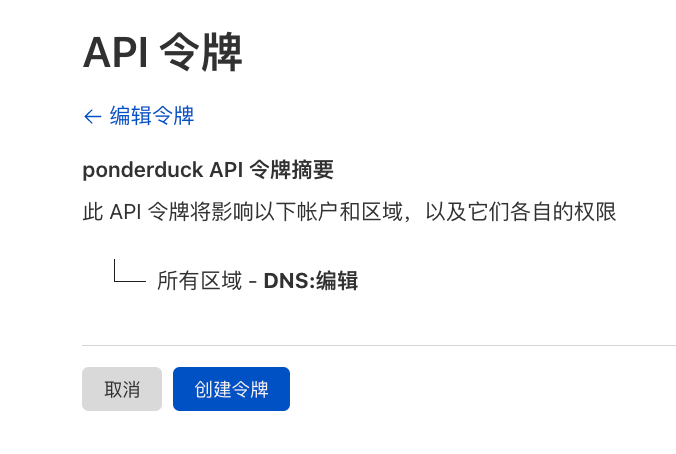 API 令牌
← 编辑令牌
ponderduck API 令牌摘要
此 API 令牌将影响以下帐户和区域，以及它们各自的权限
所有区域 - DNS:编辑
取消
创建令牌